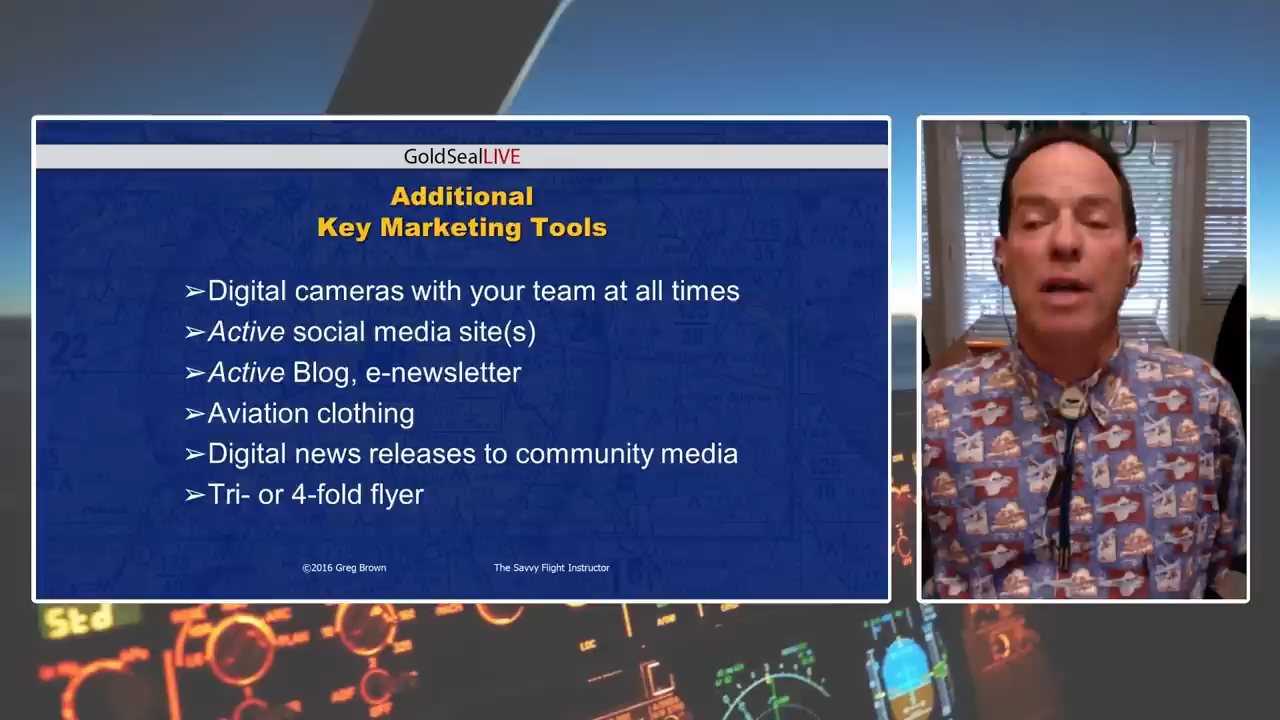 GoldSealLIVE
Additional
Key Marketing Tools
➢Digital cameras with your team at all times
➢Active social media site(s)
➢Active Blog, e-newsletter
➢Aviation clothing
➢Digital news releases to community media
➢Tri- or 4-fold flyer
©2016 Greg Brown The Savvy Flight Instructor
Std